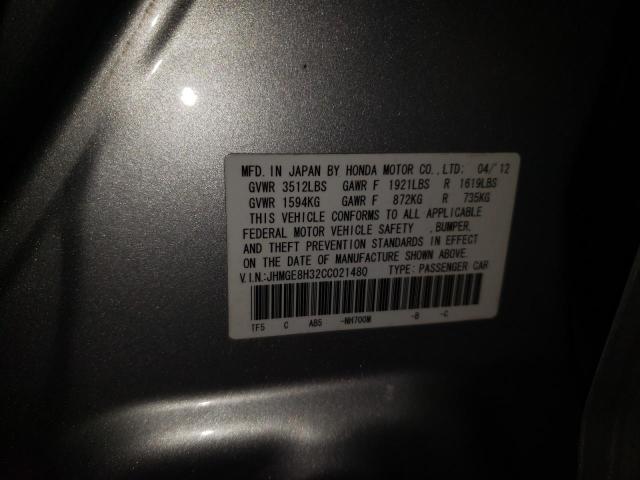 MFD. IN JAPAN BY HONDA MOTOR CO.,LTD: 04/'12
GVWR 3512LBS GAWR F 1921LBS R 1619LBS
GVWR 1594KG GAWR F 872KG R 735KG
THIS VEHICLE CONFORMS TO ALL APPLICABLE
FEDERAL MOTOR VEHICLE SAFETY ,BUMPER,
AND THEFT PREVENTION STANDARDS IN EFFECT
ON THE DATE OF MANUFACTURE SHOWN ABOVE.
V.I.N.:JHMGE8H32CC021480 TYPE: PASSENGER CAR
TF5 C AB5 -NH700M -B -C